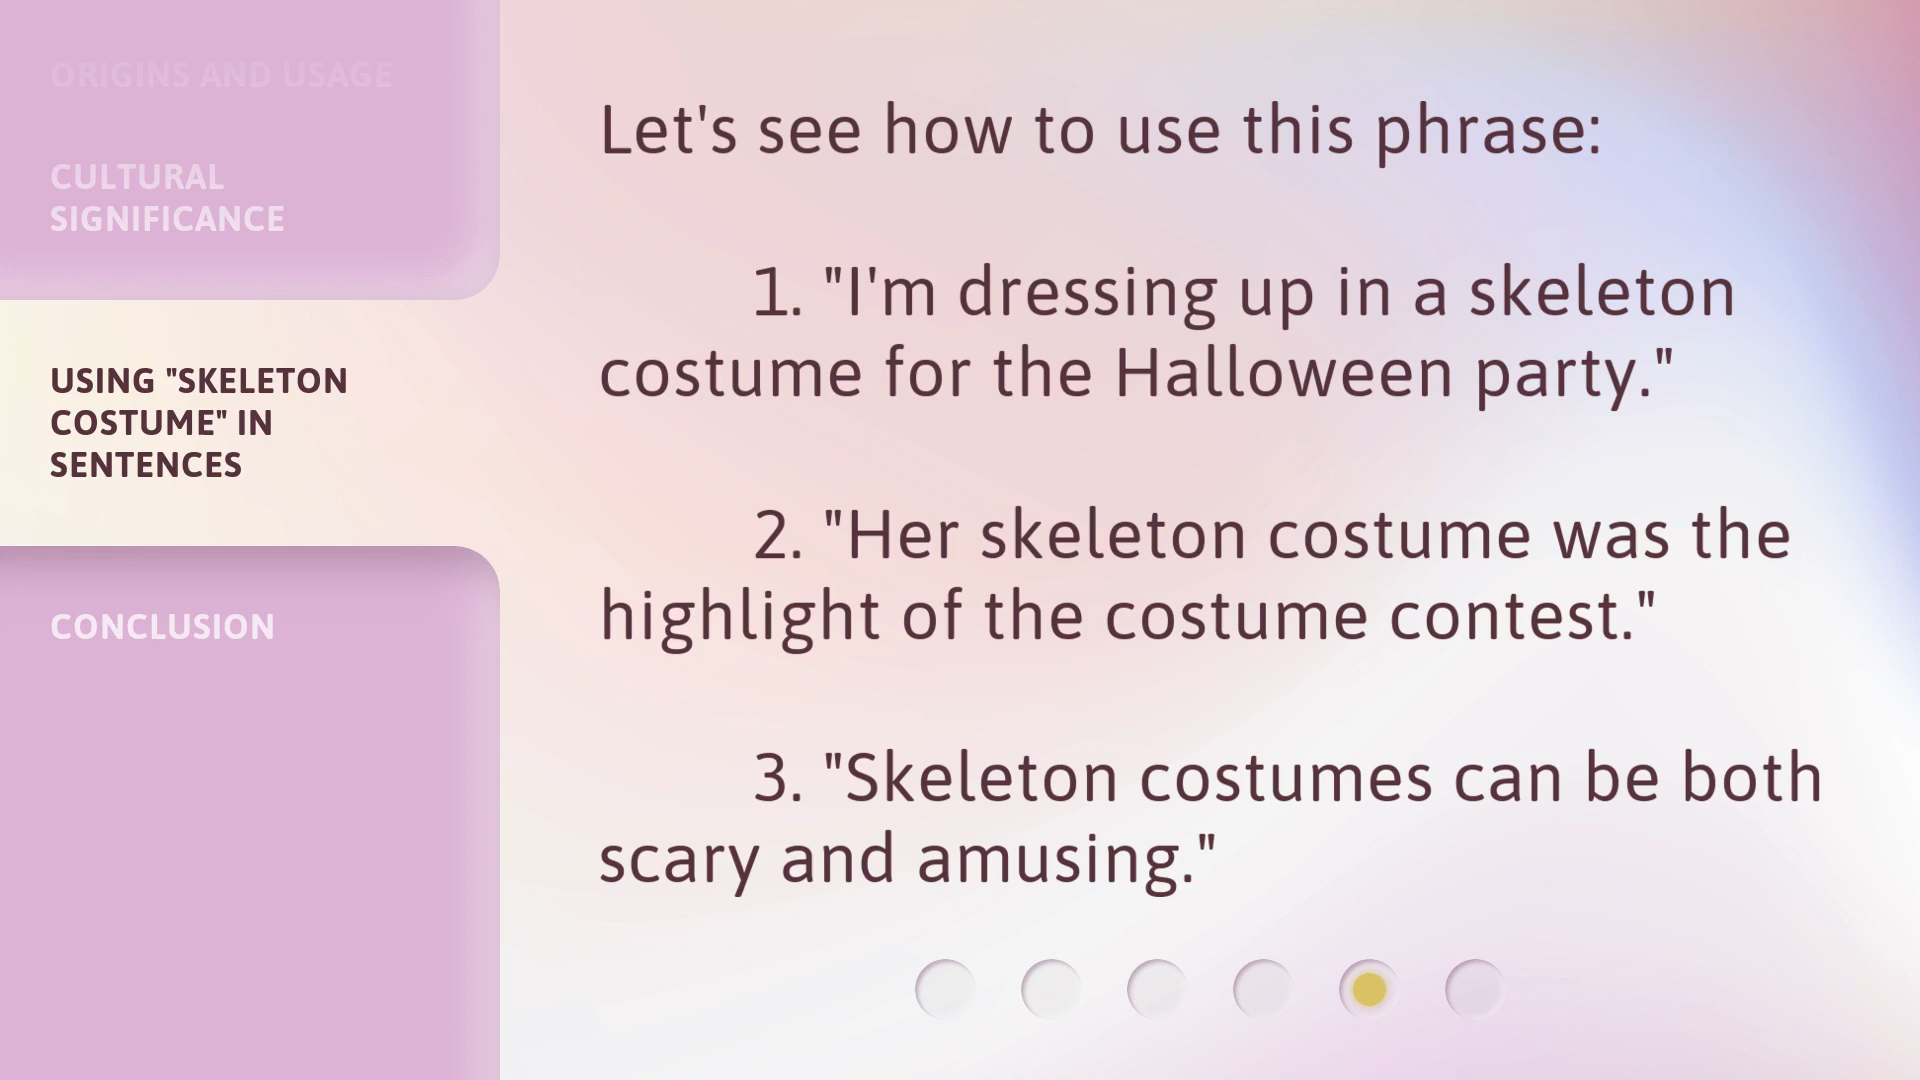 ORIGINS AND USAGE
CULTURAL
SIGNIFICANCE
USING "SKELETON
COSTUME" IN
SENTENCES
CONCLUSION
Let's see how to use this phrase:
1. "I'm dressing up in a skeleton
costume for the Halloween party."
2. "Her skeleton costume was the
highlight of the costume contest."
3. "Skeleton costumes can be both
scary and amusing."